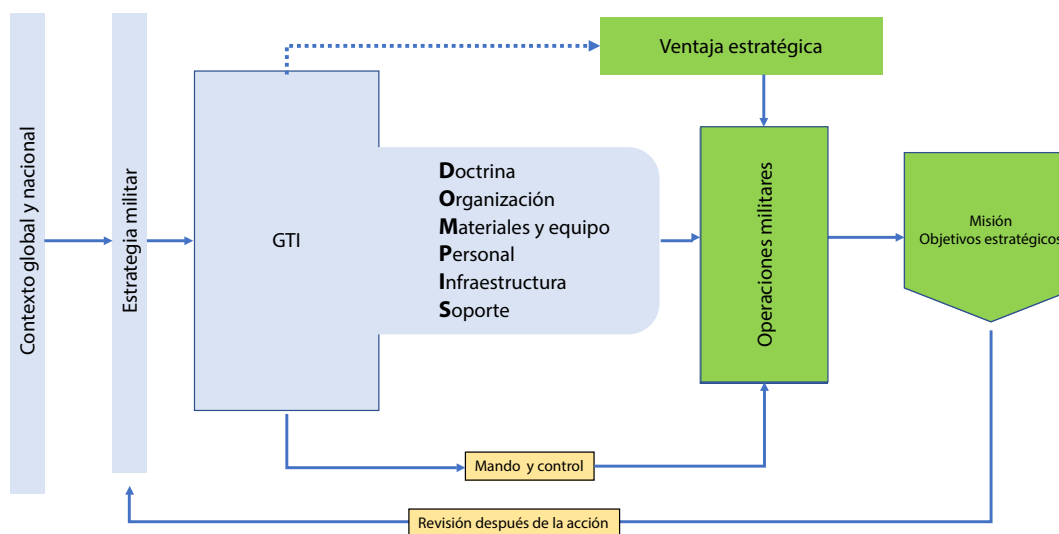 Contexto global y nacional
Estrategia militar
GTI
Doctrina
Organización
Materiales y equipo
Personal
Infraestructura
Soporte
Ventaja estratégica
Operaciones militares
Misión
Objetivos estratégicos
Mando y control
Revisión después de la acción